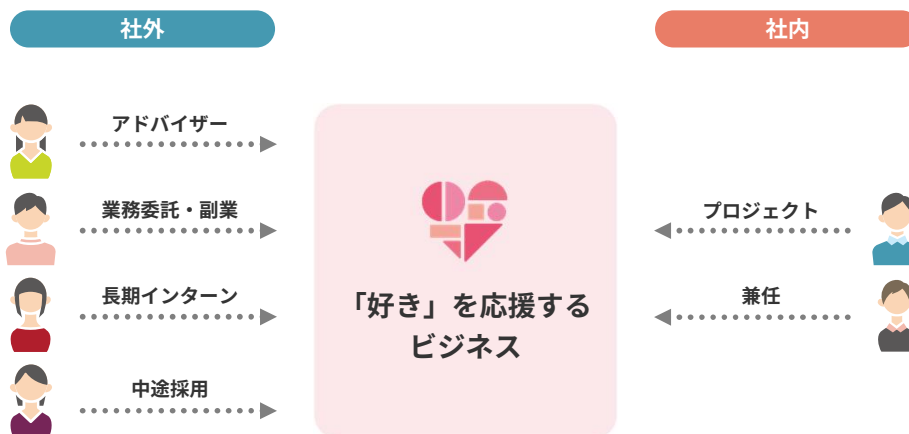 社外
社内
アドバイザー
業務委託・副業
長期インターン
中途採用
「好き」を応援する
ビジネス
プロジェクト
兼任